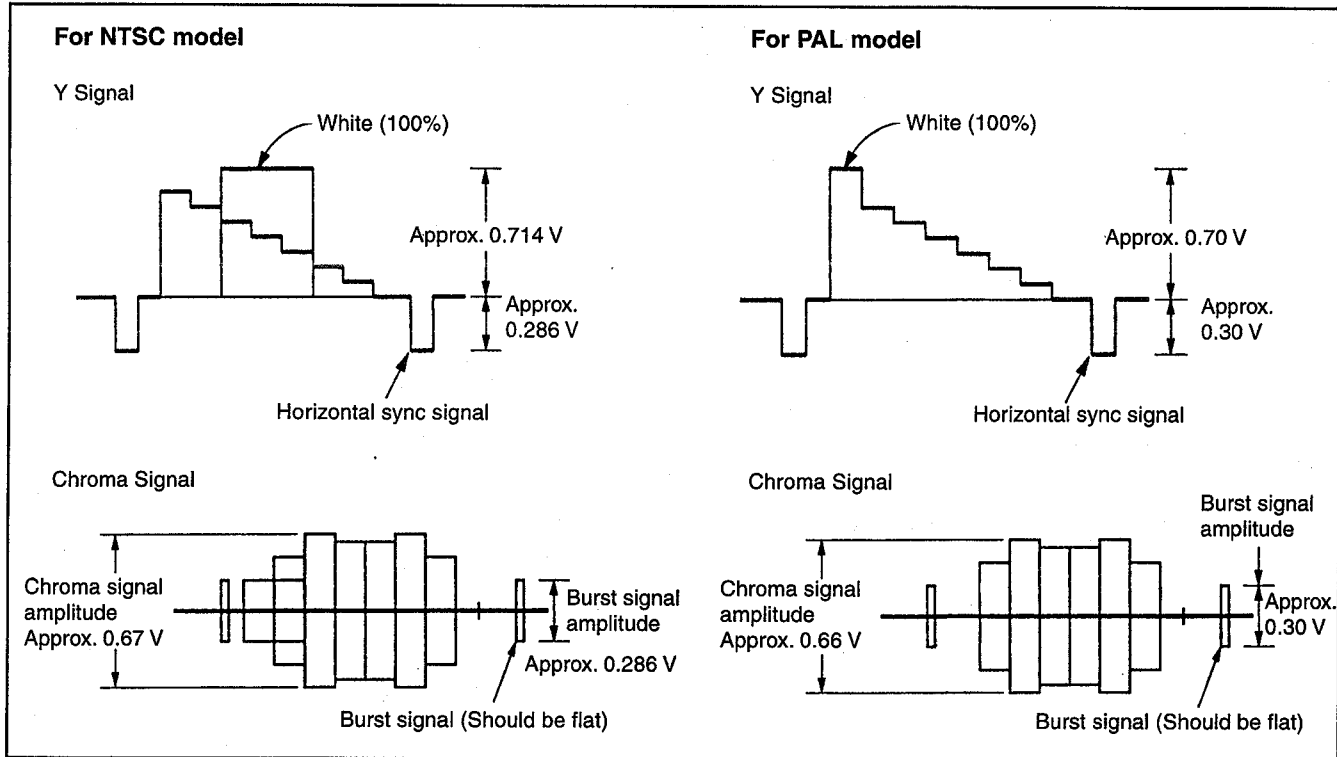 For NTSC model
Y Signal
White (100%)
Approx. 0.714 V
Approx.
0.286 V
Horizontal sync signal
Chroma Signal
Chroma signal
amplitude
Approx. 0.67 V
Burst signal
amplitude
Approx. 0.286 V
Burst signal (Should be flat)
For PAL model
Y Signal
White (100%)
Approx. 0.70 V
Approx.
0.30 V
Horizontal sync signal
Chroma Signal
Burst signal
amplitude
Chroma signal
amplitude
Approx. 0.66 V
Approx.
0.30 V
Burst signal (Should be flat)